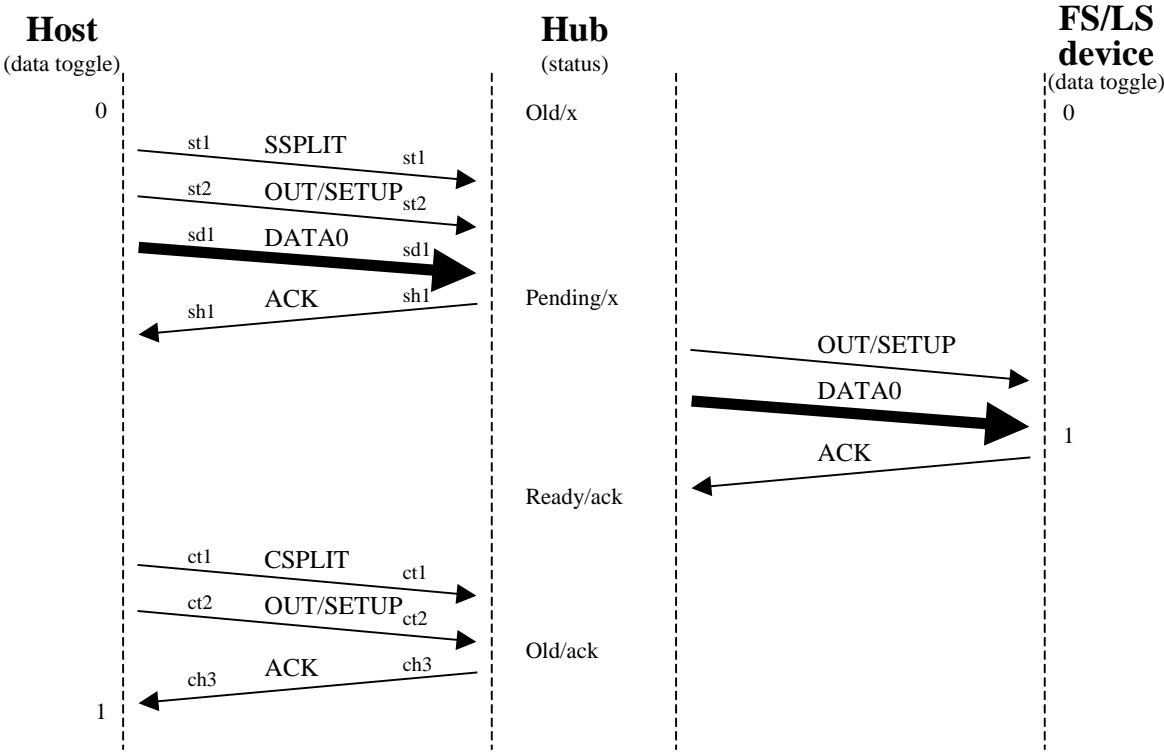 Host
(data toggle)
Hub
(status)
FS/LS
device
(data toggle)
0
Old/x
0
st1 SSPLIT st1
st2 OUT/SETUP st2
sd1 DATA0 sd1
sh1 ACK sh1
Pending/x
OUT/SETUP
DATA0
1
ACK
Ready/ack
ct1 CSPLIT ct1
ct2 OUT/SETUP ct2
Old/ack
ch3 ACK ch3
1